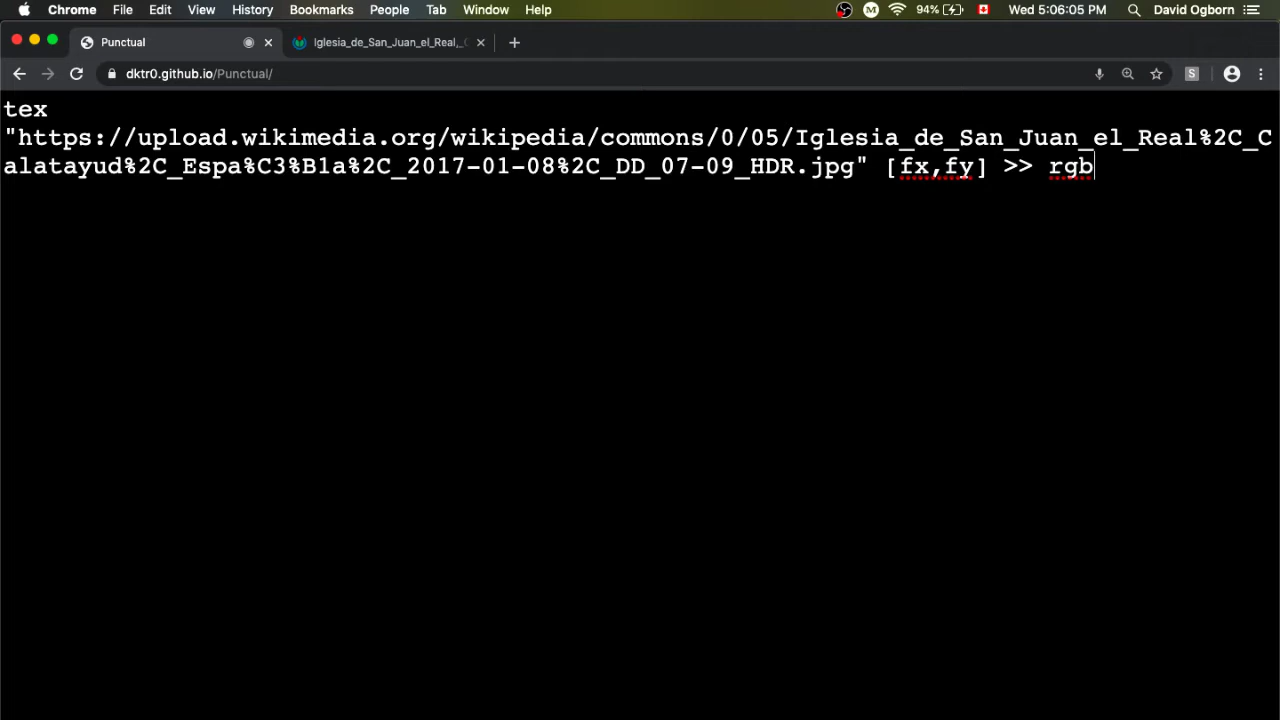 Chrome File Edit View History Bookmarks People Tab Window Help M 94% Wed 5:06:05 PM David Ogborn
Punctual Iglesia_de_San_Juan_el_Real,_
dktr0.github.io/Punctual/ S
tex
"https://upload.wikimedia.org/wikipedia/commons/0/05/Iglesia_de_San_Juan_el_Real%2C_C
alatayud%2C_Espa%C3%B1a%2C_2017-01-08%2C_DD_07-09_HDR.jpg" [fx,fy] >> rgb